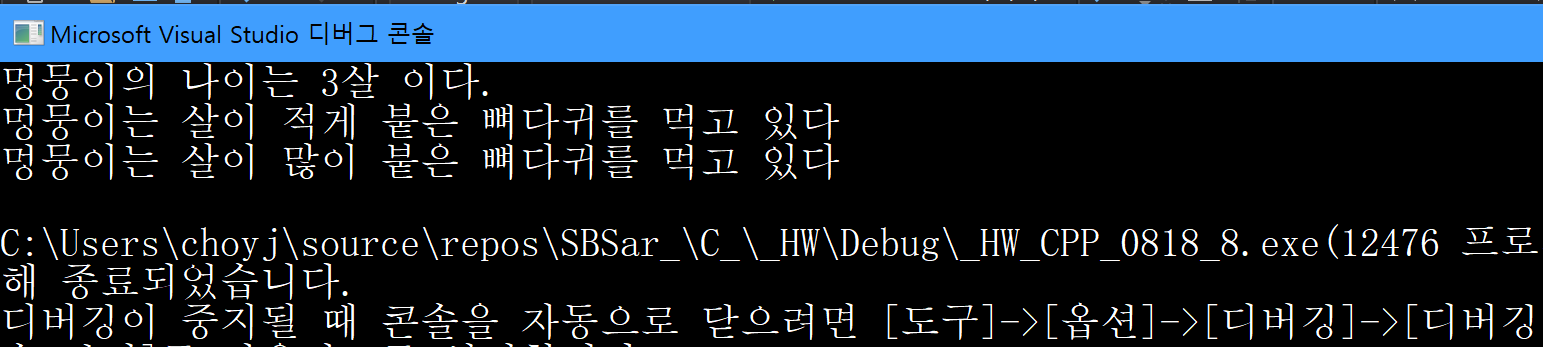 Microsoft Visual Studio 디버그 콘솔
멍뭉이의 나이는 3살 이다.
멍뭉이는 살이 적게 붙은 뼈다귀를 먹고 있다
멍뭉이는 살이 많이 붙은 뼈다귀를 먹고 있다
C:\Users\choyj\source\repos\SBSar_\C_\_HW\Debug\_HW_CPP_0818_8.exe(12476 프로
해 종료되었습니다.
디버깅이 중지될 때 콘솔을 자동으로 닫으려면 [도구]->[옵션]->[디버깅]->[디버깅